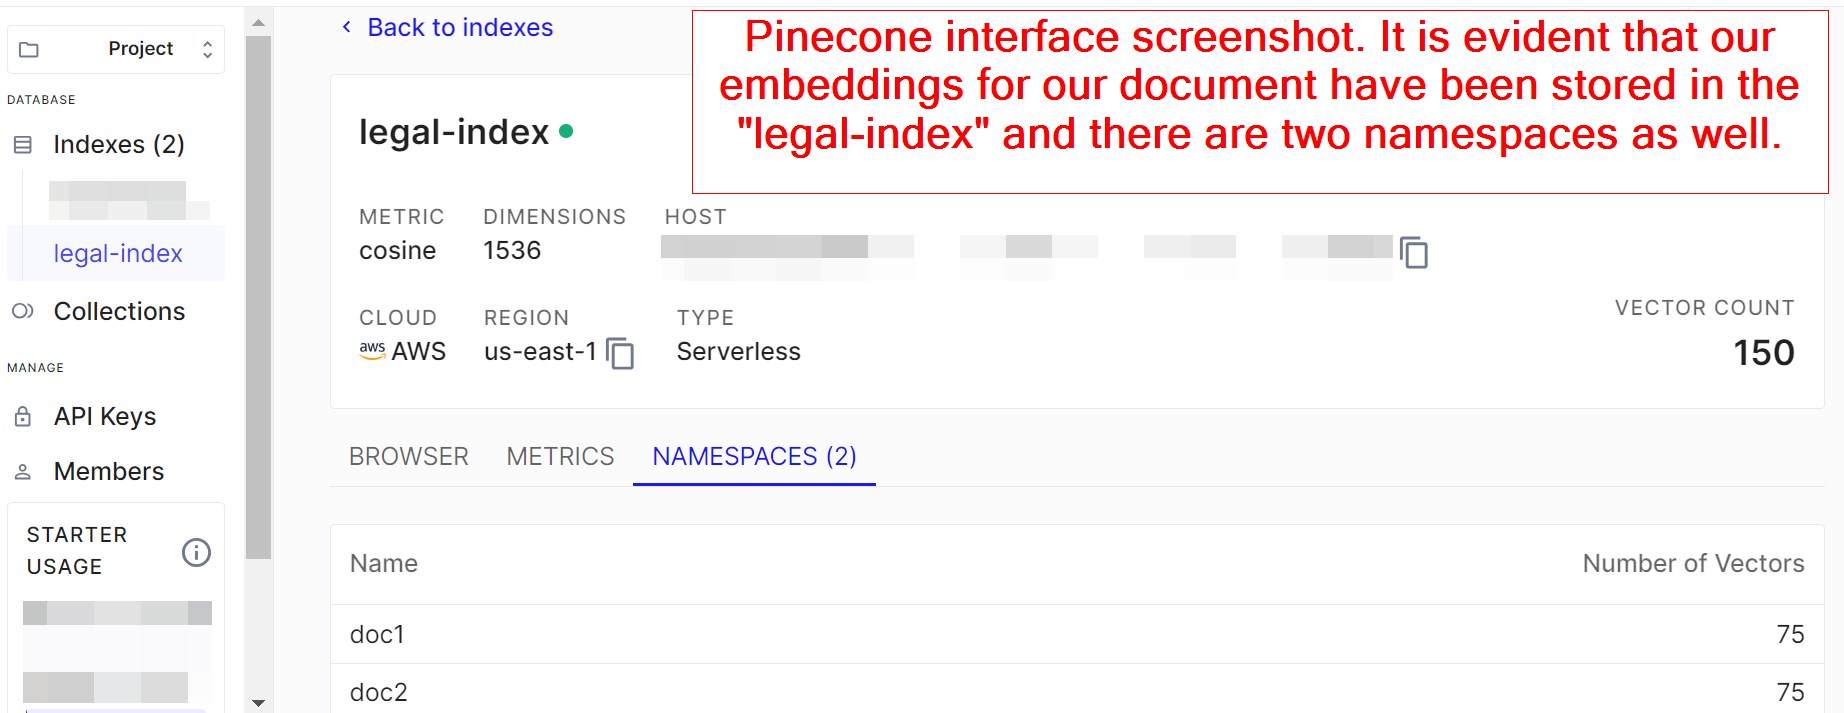 Project
DATABASE
Indexes (2)
legal-index
Collections
MANAGE
API Keys
Members
STARTER
USAGE
Back to indexes
Pinecone interface screenshot. It is evident that our
embeddings for our document have been stored in the
"legal-index" and there are two namespaces as well.
legal-index
METRIC DIMENSIONS HOST
cosine 1536
CLOUD REGION TYPE
aws AWS us-east-1 Serverless
VECTOR COUNT
150
BROWSER METRICS NAMESPACES (2)
Name Number of Vectors
doc1 75
doc2 75